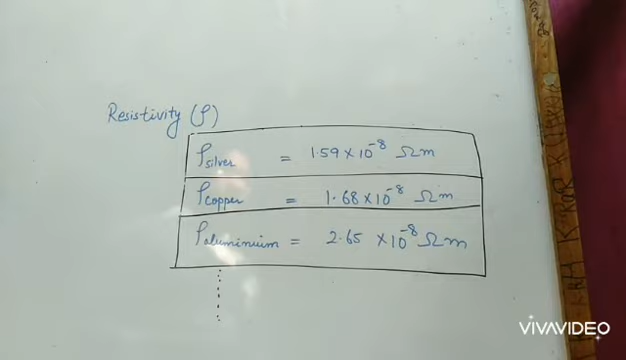 Resistivity (ρ)
ρsilver = 1.59 × 10⁻⁸ Ωm
ρcopper = 1.68 × 10⁻⁸ Ωm
ρaluminium = 2.65 × 10⁻⁸ Ωm
VIVAVIDEO